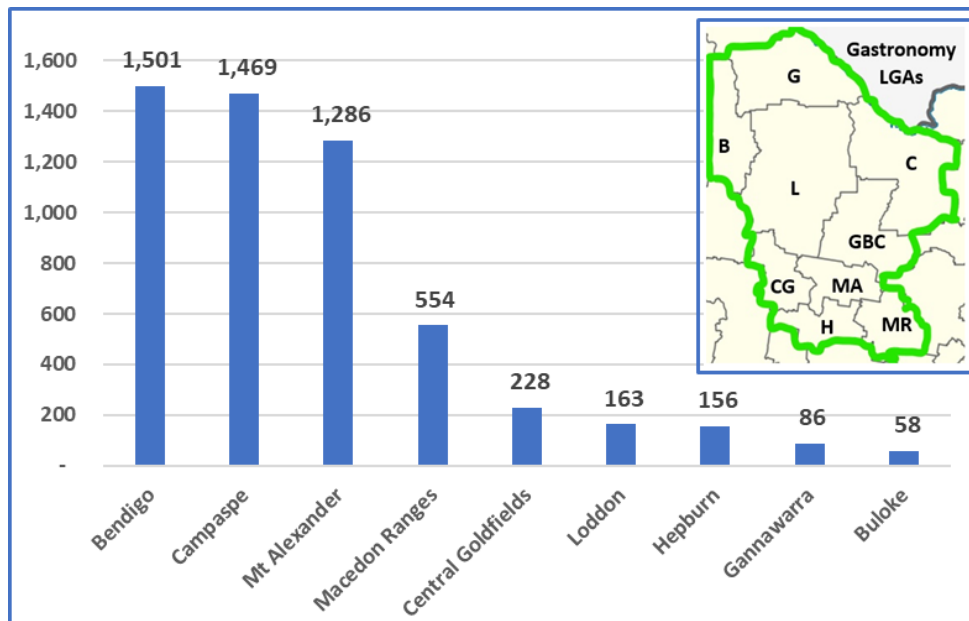 1,600
1,400
1,200
1,000
800
600
400
200
-
1,501
1,469
1,286
554
228
163
156
86
58
Bendigo
Campaspe
Mt Alexander
Macedon Ranges
Central Goldfields
Loddon
Hepburn
Gannawarra
Buloke
Gastronomy
LGAs
G
B
C
L
GBC
CG
MA
H
MR